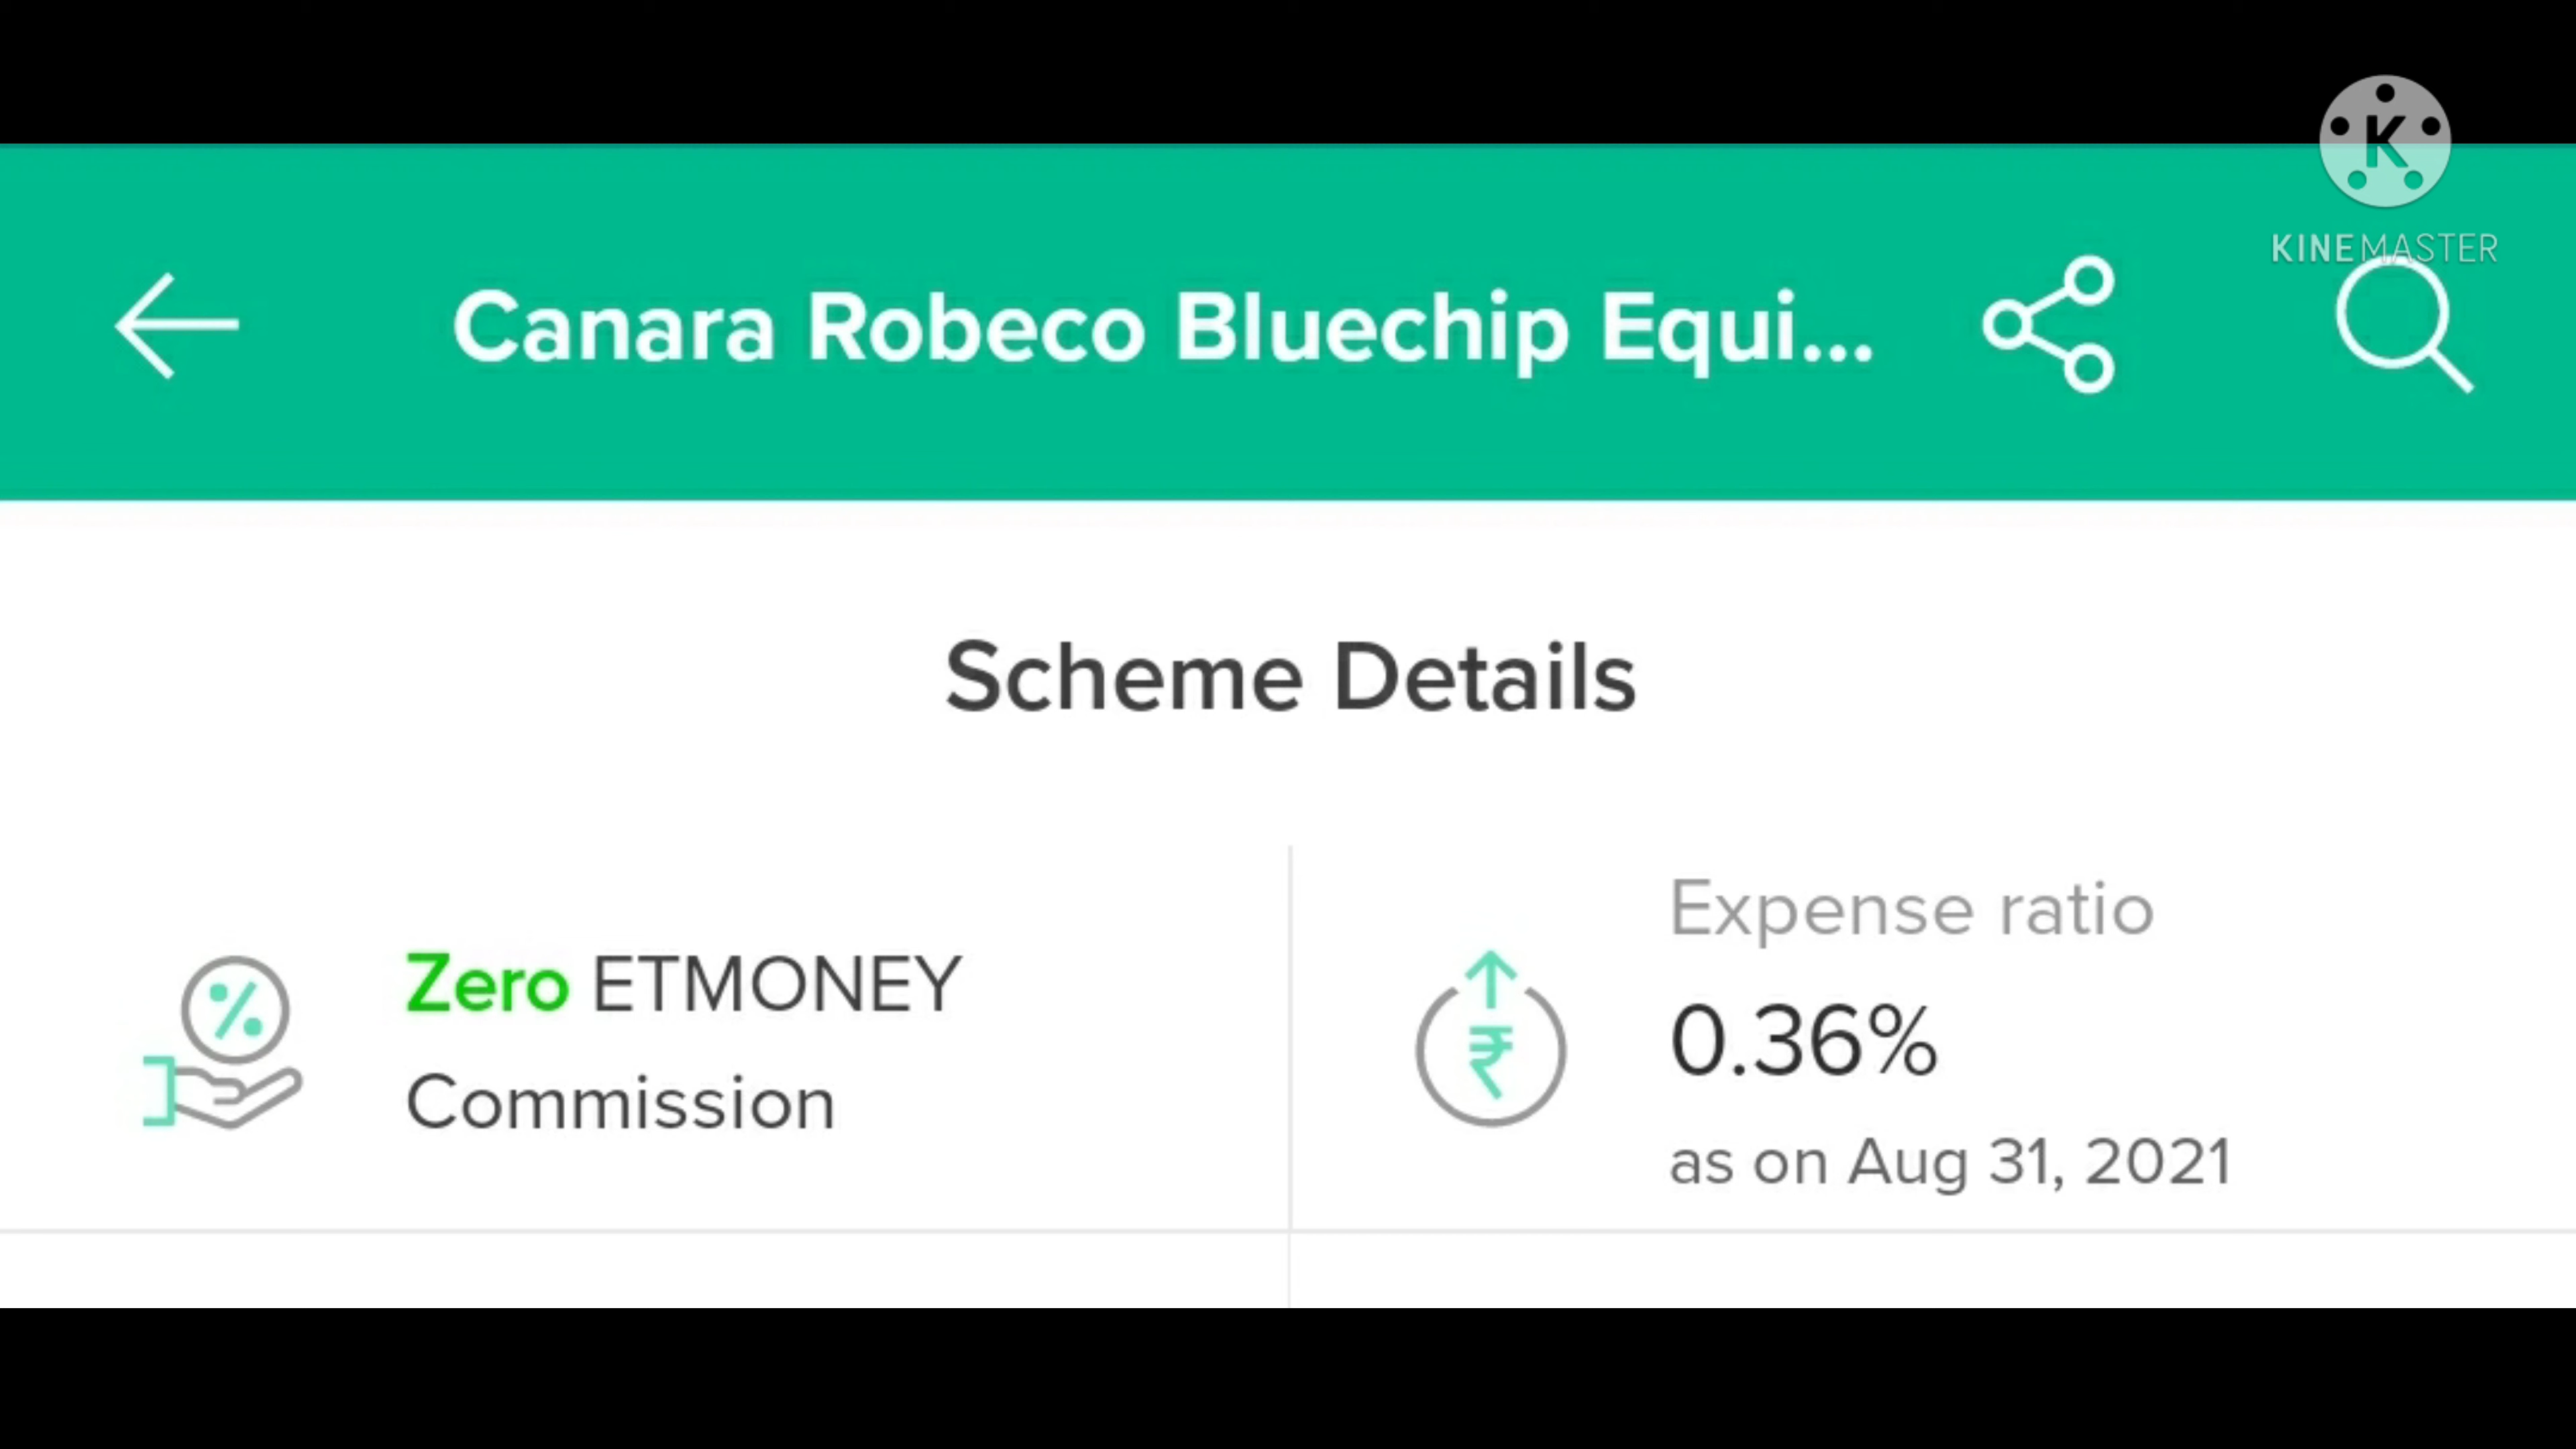 K
KINEMASTER
Canara Robeco Bluechip Equi...
Scheme Details
Zero ETMONEY
Commission
Expense ratio
0.36%
as on Aug 31, 2021